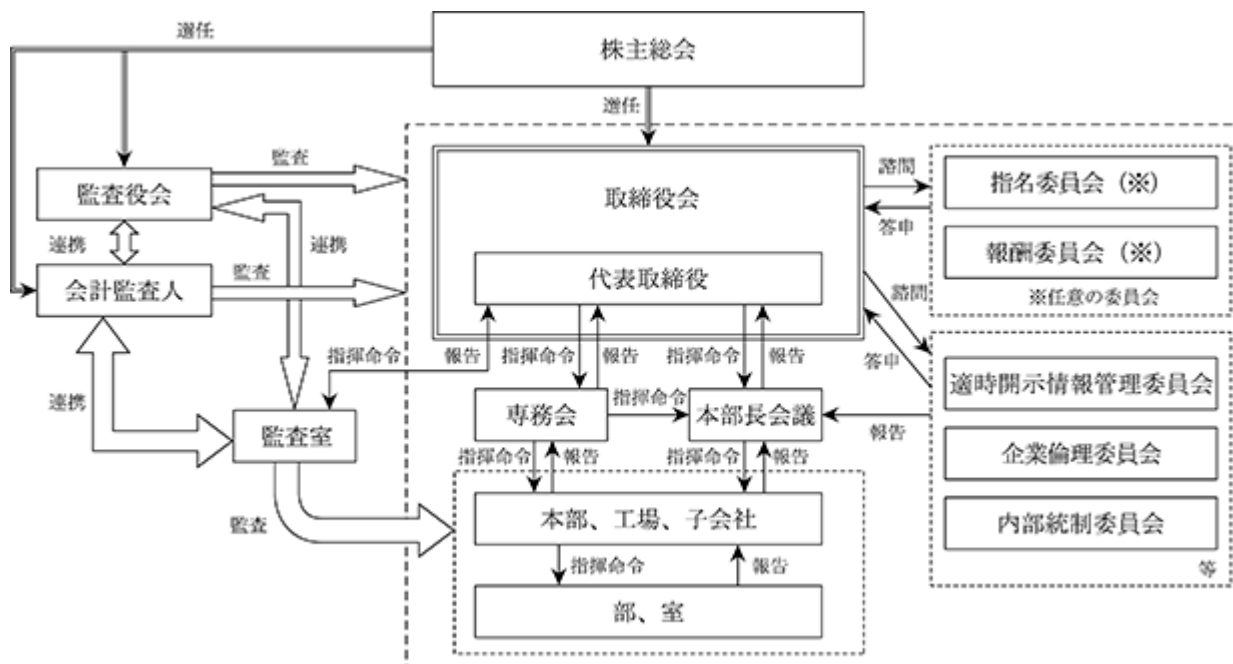 選任
株主総会
選任
監査
監査役会
取締役会
諮問
指名委員会（※）
答申
連携
連携
報酬委員会（※）
監査
会計監査人
代表取締役
諮問
※任意の委員会
指揮命令
報告
指揮命令
報告
指揮命令
報告
答申
適時開示情報管理委員会
連携
専務会
指揮命令
本部長会議
報告
監査室
指揮命令
報告
指揮命令
報告
企業倫理委員会
監査
本部、工場、子会社
内部統制委員会
指揮命令
報告
等
部、室